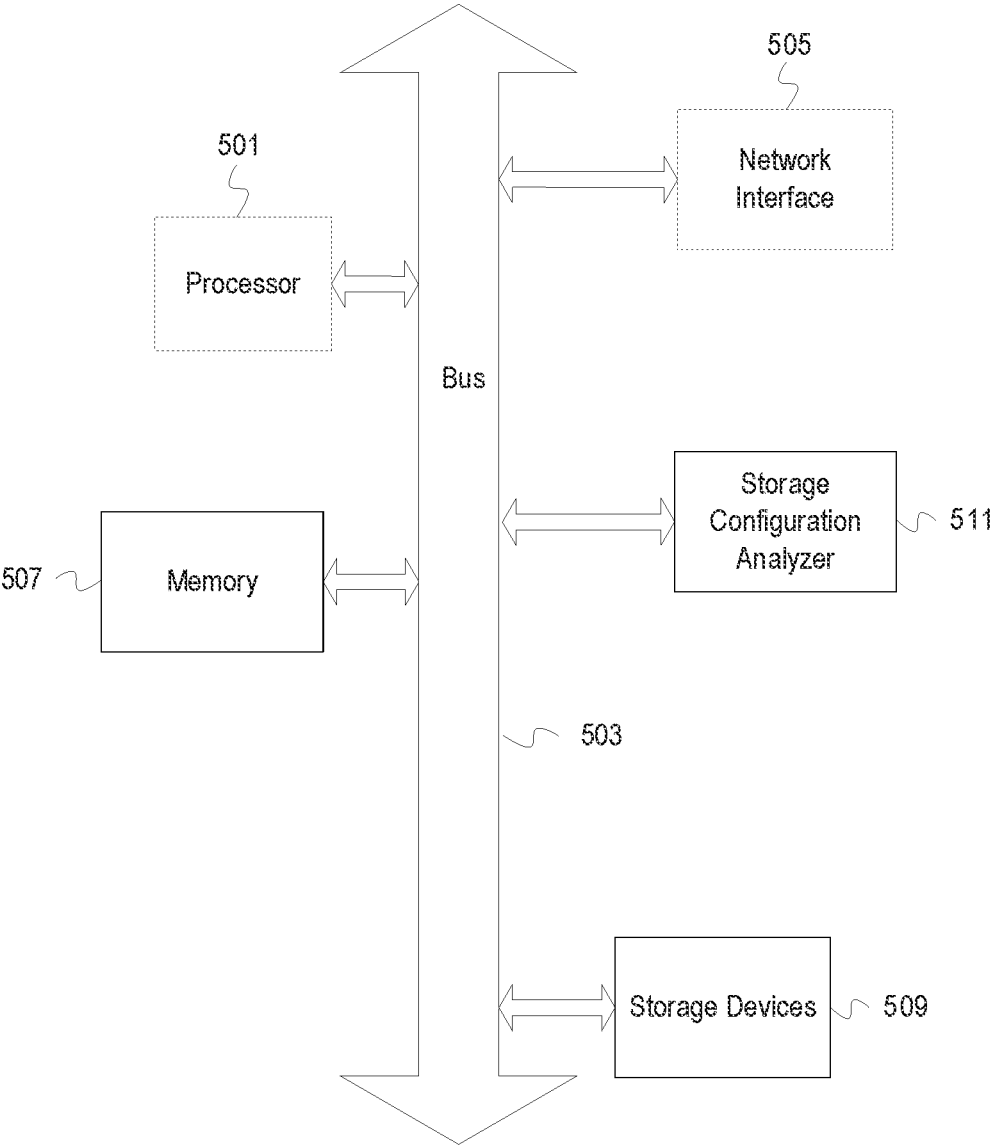 505
Network
Interface
501
Processor
Bus
Storage
Configuration
Analyzer
511
507
Memory
503
Storage Devices
509